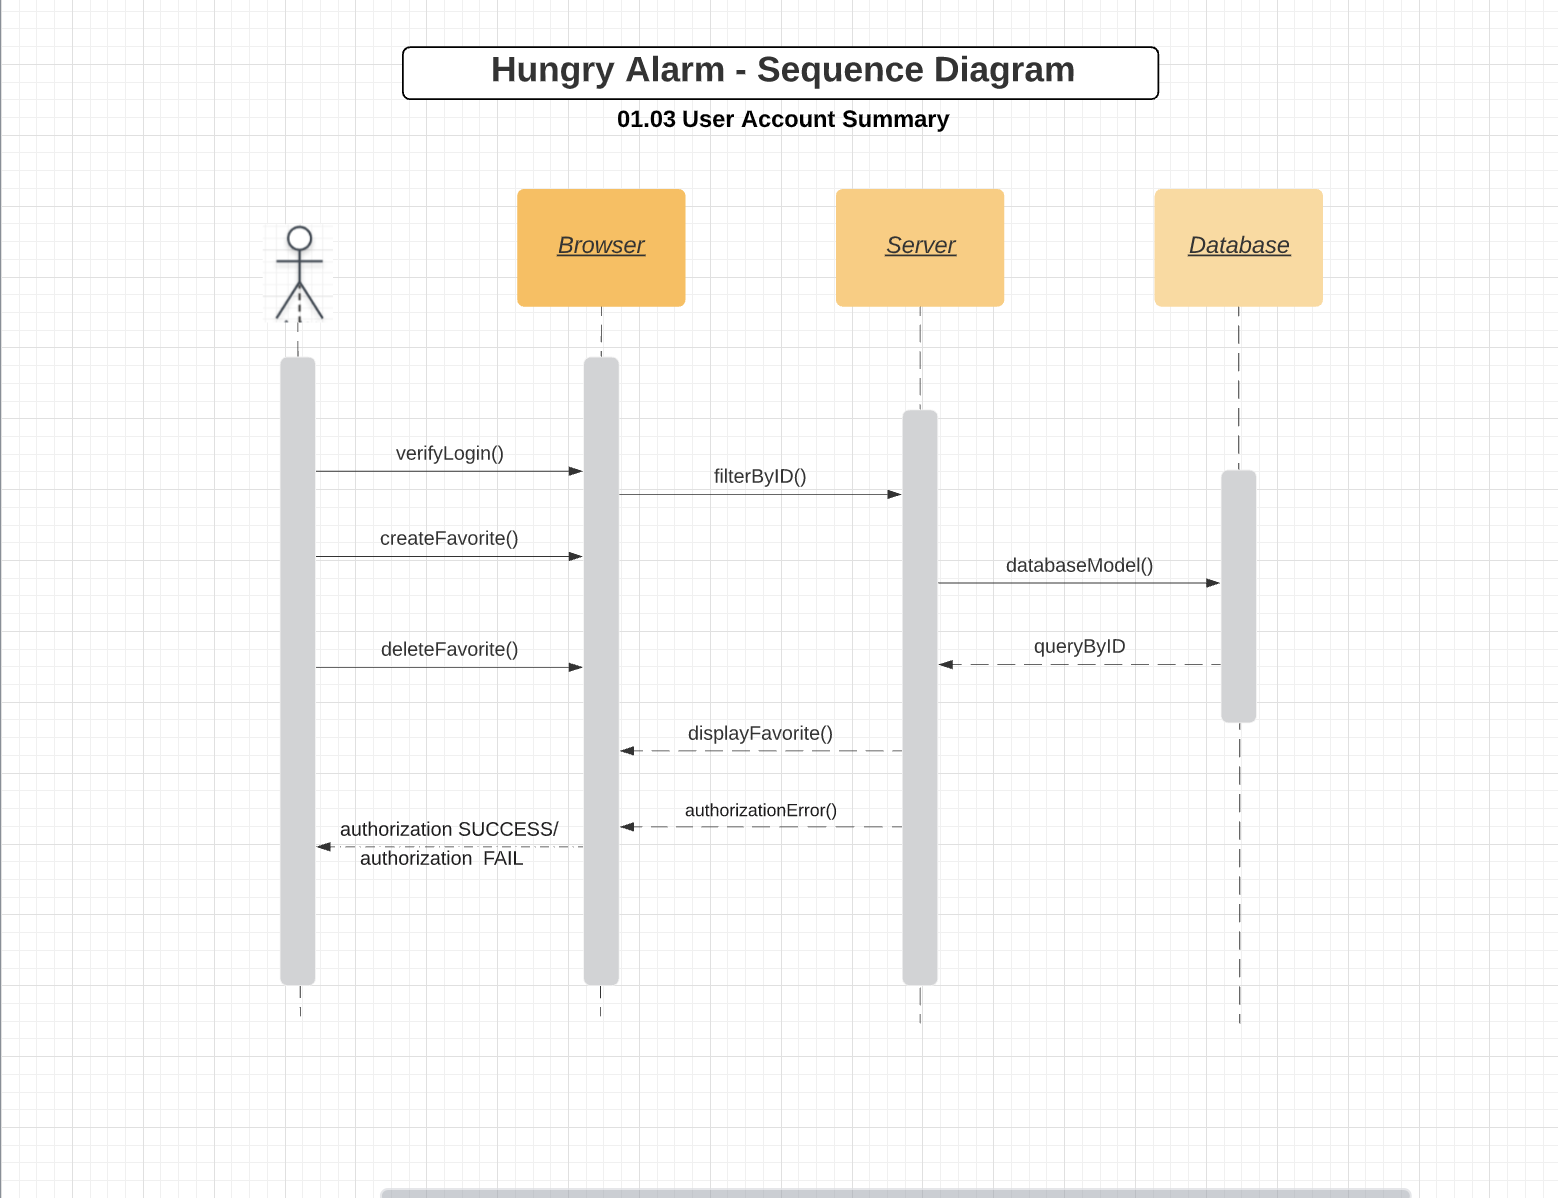 Hungry Alarm - Sequence Diagram
01.03 User Account Summary
Browser
Server
Database
verifyLogin()
filterByID()
createFavorite()
databaseModel()
deleteFavorite()
queryByID
displayFavorite()
authorizationError()
authorization SUCCESS/
authorization FAIL